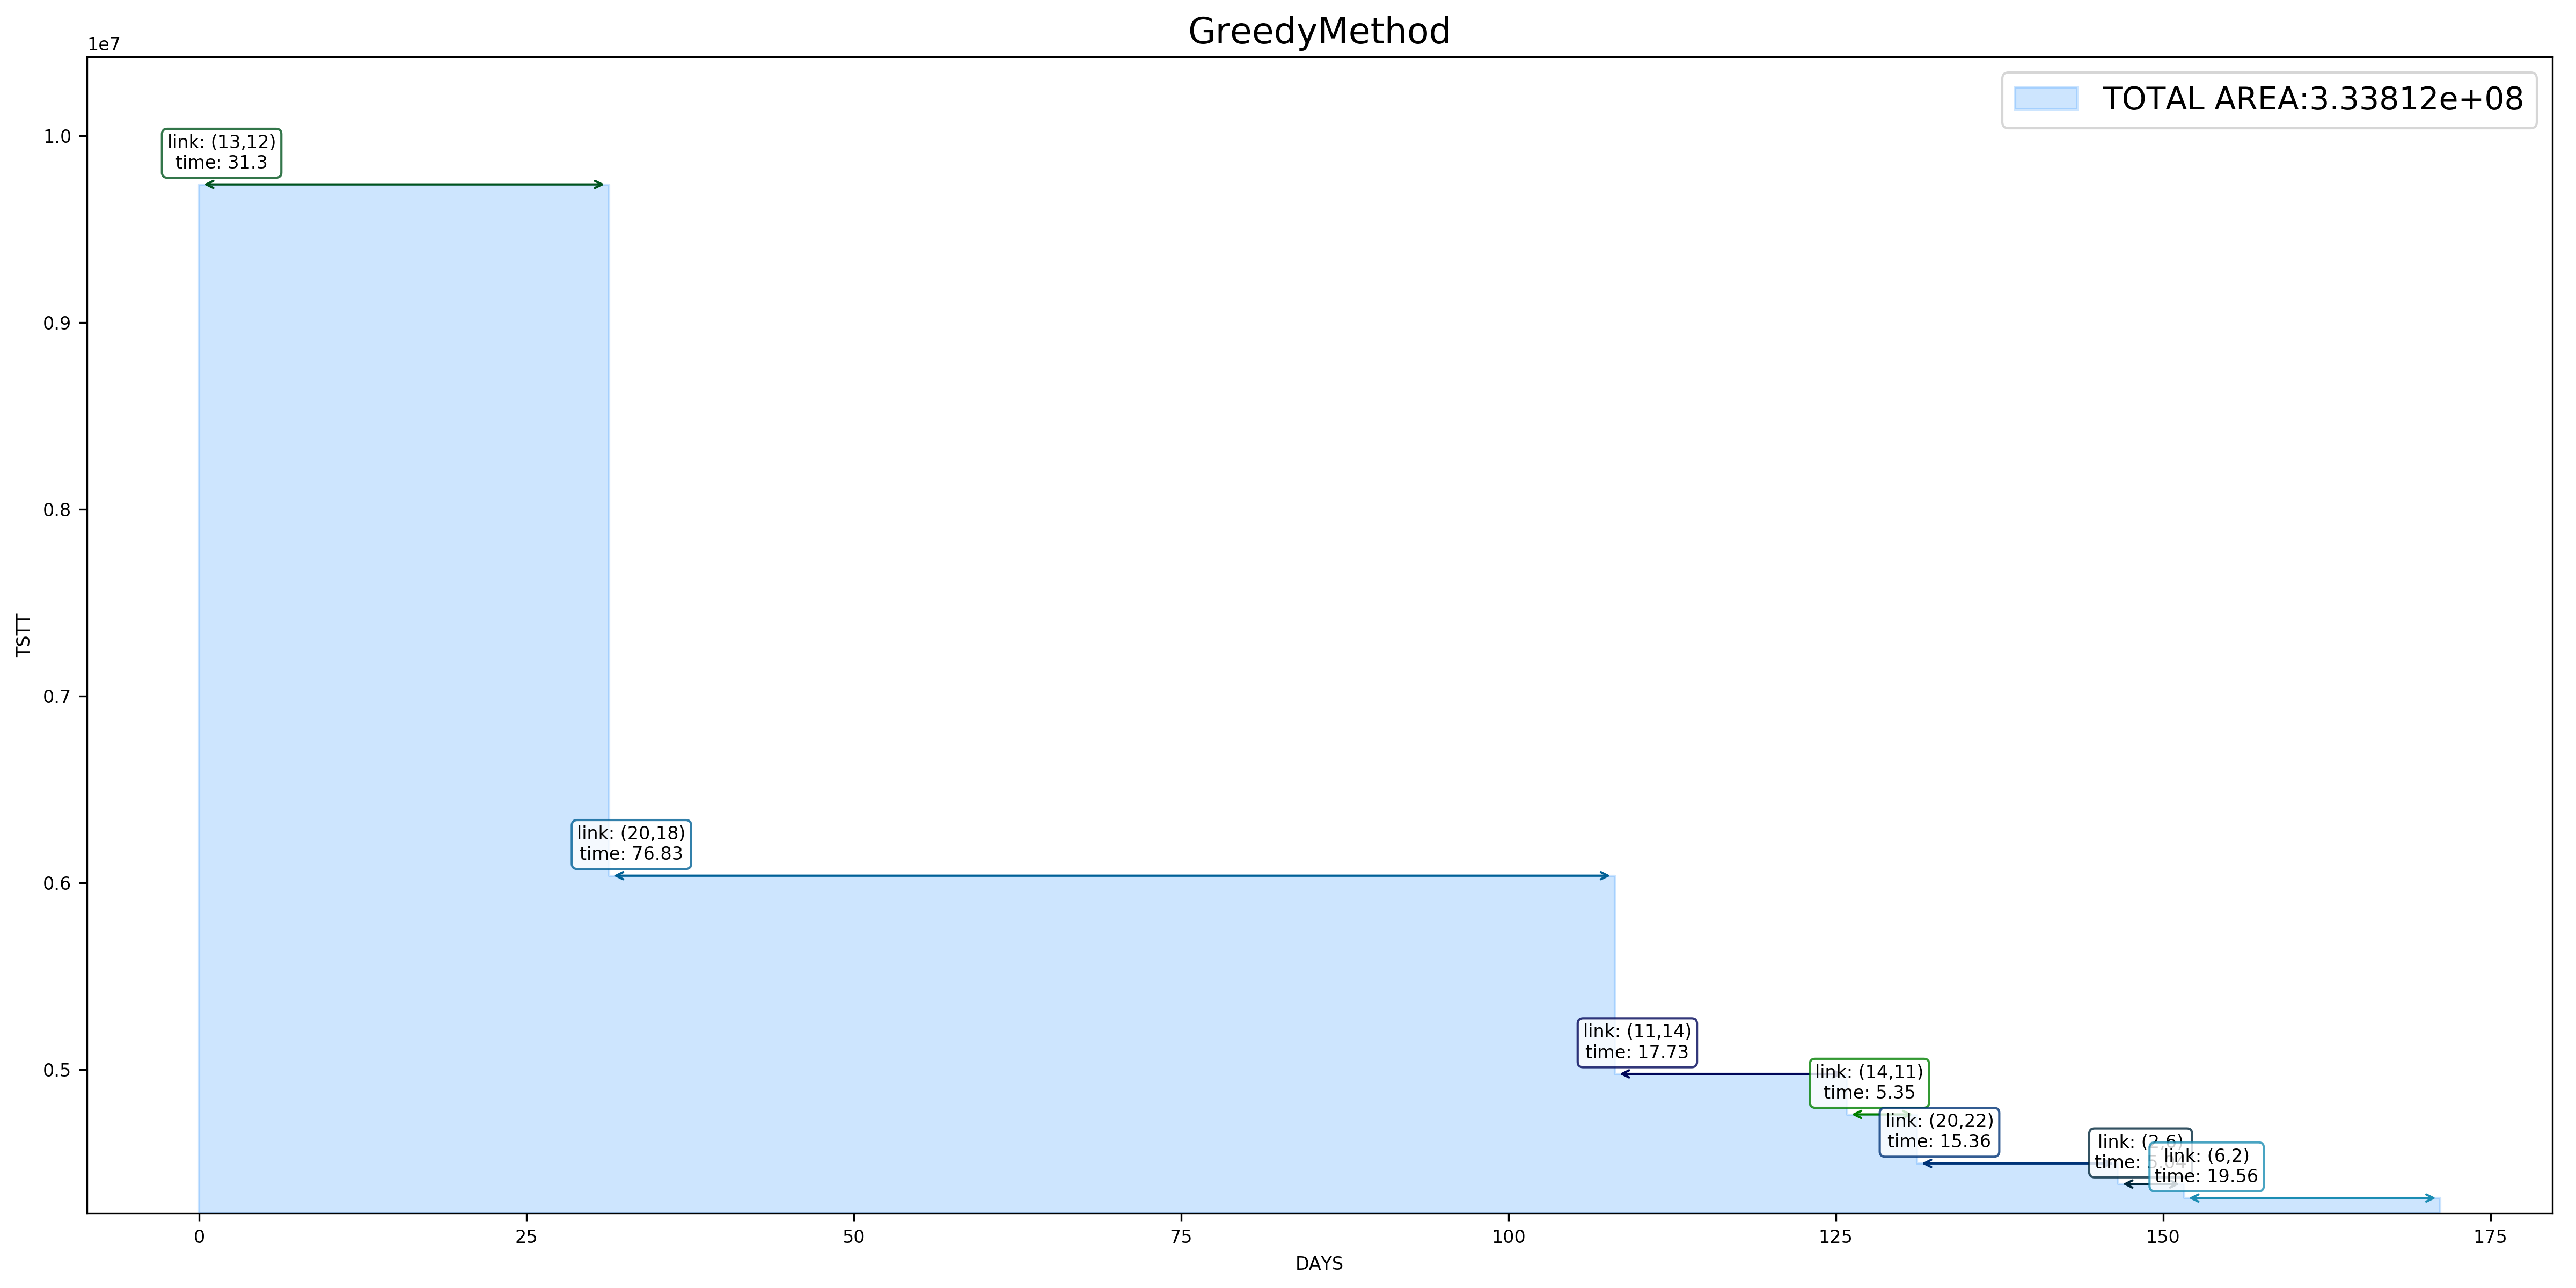 GreedyMethod
1e7
TOTAL AREA:3.33812e+08
1.0
0.9
0.8
0.7
0.6
0.5
TSTT
link: (13,12)
time: 31.3
link: (20,18)
time: 76.83
link: (11,14)
time: 17.73
link: (14,11)
time: 5.35
link: (20,22)
time: 15.36
link: (2,6)
time:
link: (6,2)
time: 19.56
0
25
50
75
100
125
150
175
DAYS